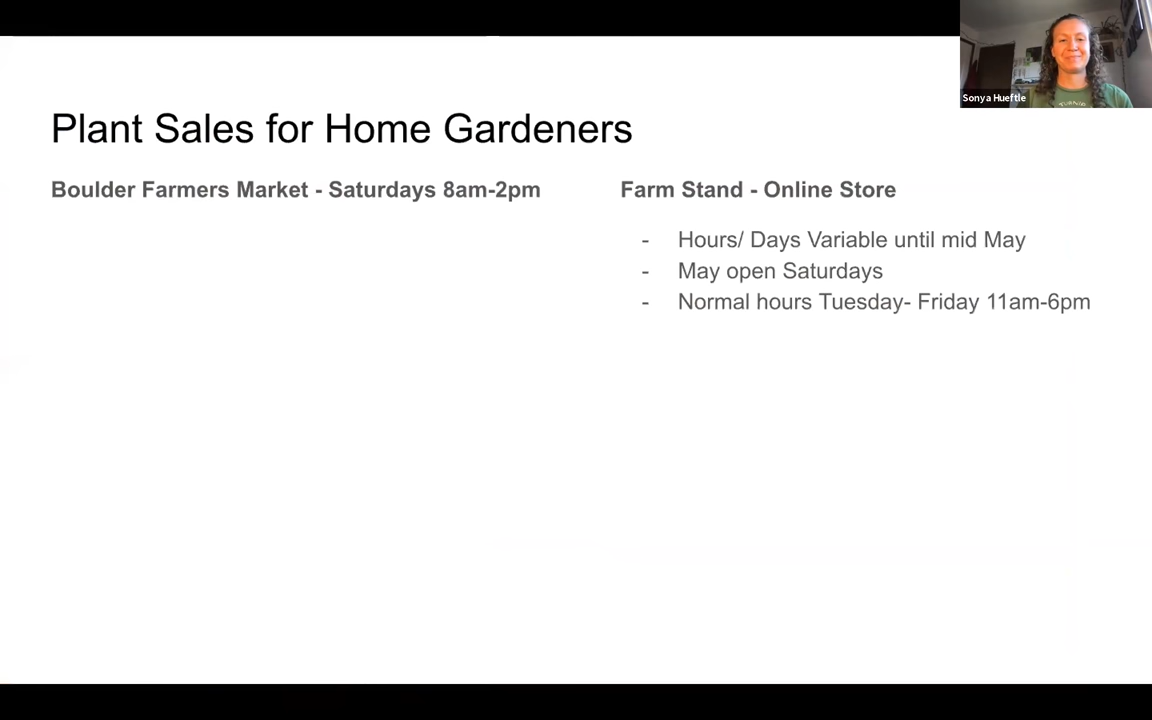 Sonya Hueftle
Plant Sales for Home Gardeners
Boulder Farmers Market - Saturdays 8am-2pm
Farm Stand - Online Store
- Hours/ Days Variable until mid May
- May open Saturdays
- Normal hours Tuesday- Friday 11am-6pm